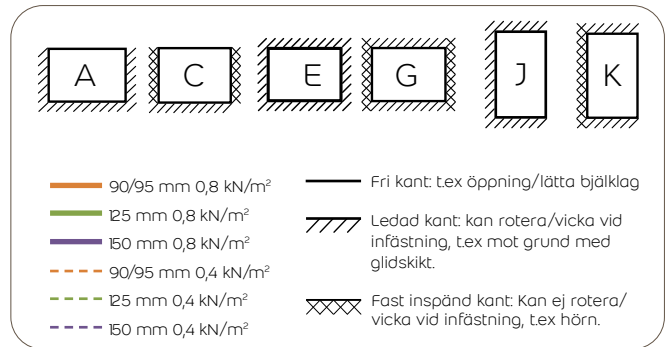 A C E G J K
90/95 mm 0,8 kN/m²
125 mm 0,8 kN/m²
150 mm 0,8 kN/m²
90/95 mm 0,4 kN/m²
125 mm 0,4 kN/m²
150 mm 0,4 kN/m²
Fri kant: t.ex öppning/lätta bjälklag
Ledad kant: kan rotera/vicka vid
infästning, t.ex mot grund med
glidskikt.
Fast inspänd kant: Kan ej rotera/
vicka vid infästning, t.ex hörn.